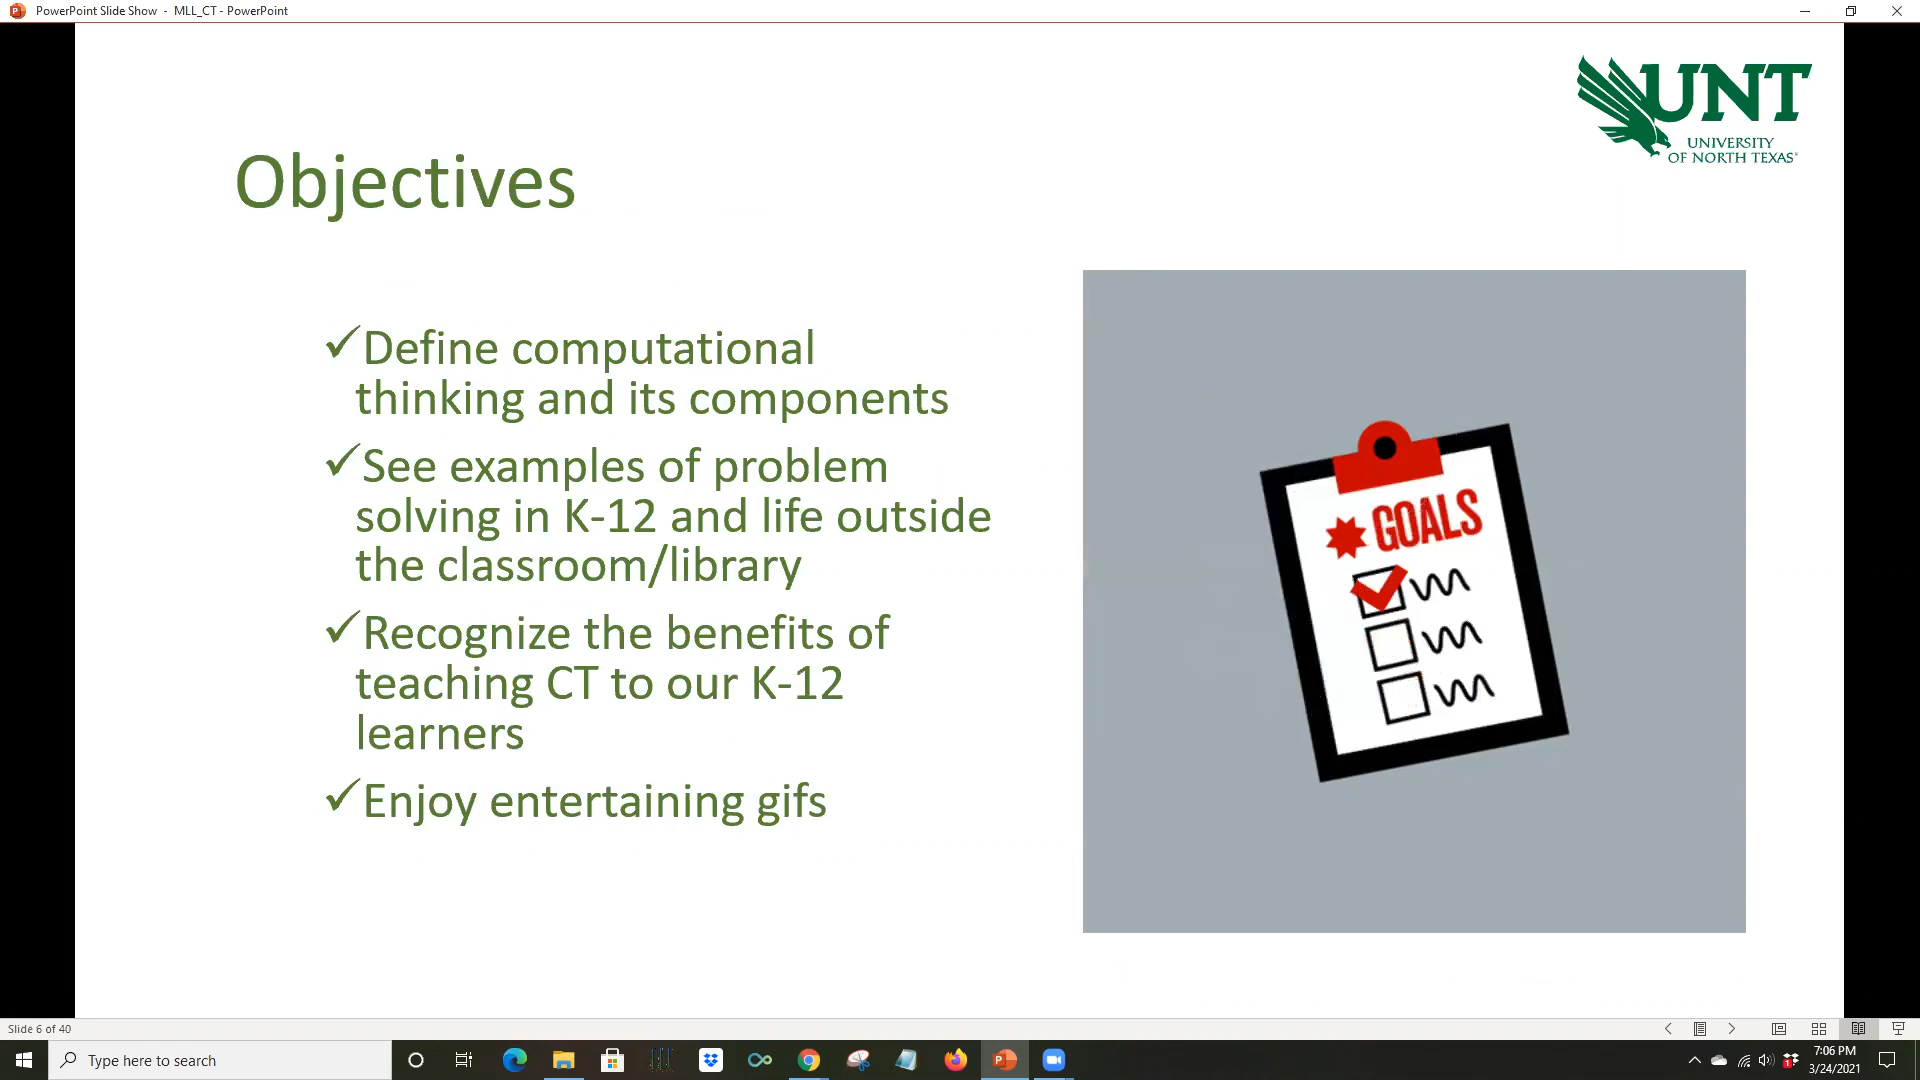 PowerPoint Slide Show - MLL_CT - PowerPoint
UNT
UNIVERSITY
OF NORTH TEXAS
Objectives
✓Define computational
thinking and its components
✓See examples of problem
solving in K-12 and life outside
the classroom/library
✓Recognize the benefits of
teaching CT to our K-12
learners
✓Enjoy entertaining gifs
GOALS
Slide 6 of 40
Type here to search
7:06 PM
3/24/2021